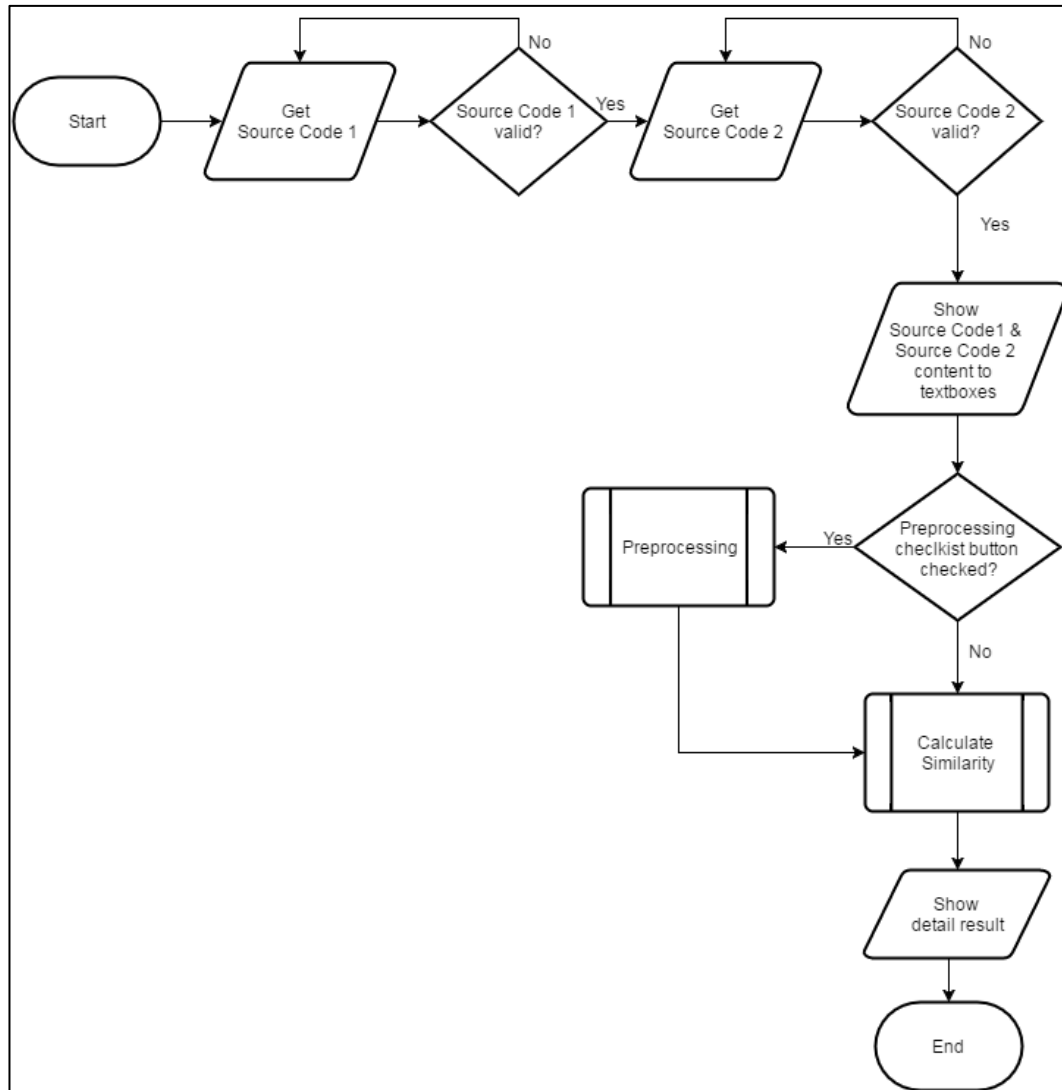 No
No
Start
Get
Source Code 1
Source Code 1
valid?
Yes
Get
Source Code 2
Source Code 2
valid?
Yes
Show
Source Code1 &
Source Code 2
content to
textboxes
Preprocessing
checlkist button
checked?
Yes
Preprocessing
No
Calculate
Similarity
Show
detail result
End